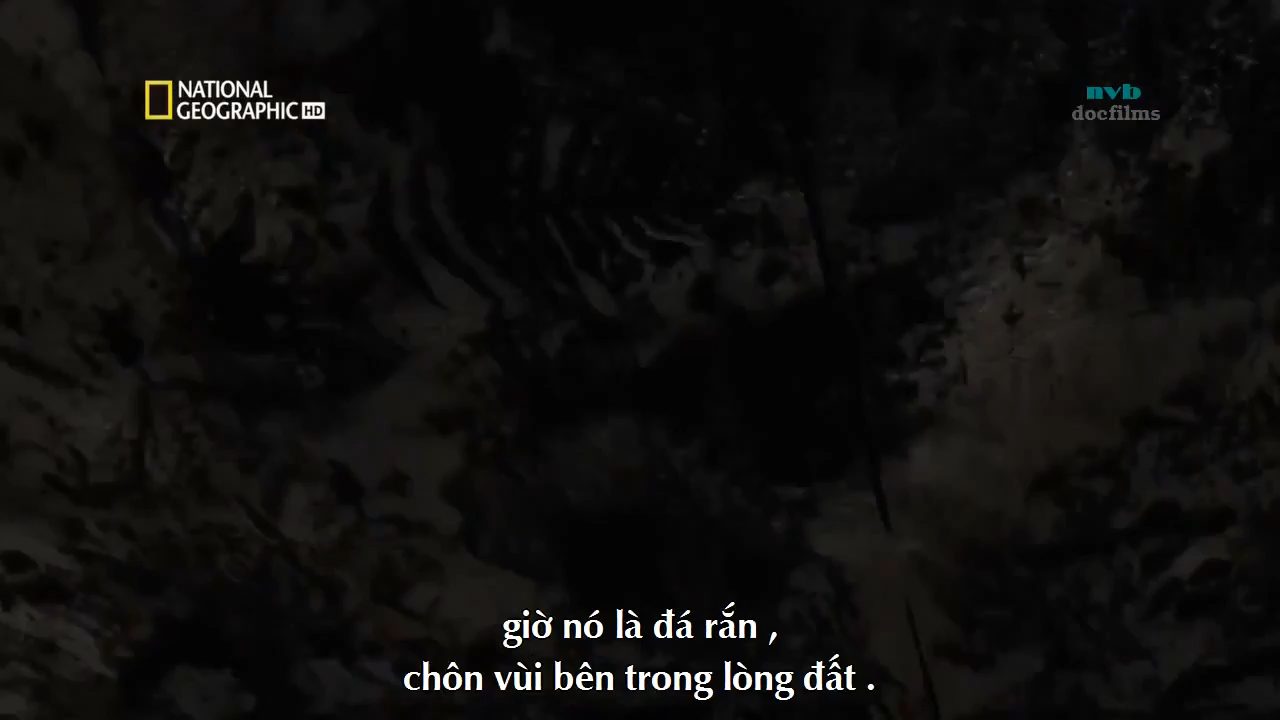 NATIONAL
GEOGRAPHIC HD
nvb
docfilms
giờ nó là đá rắn ,
chôn vùi bên trong lòng đất .